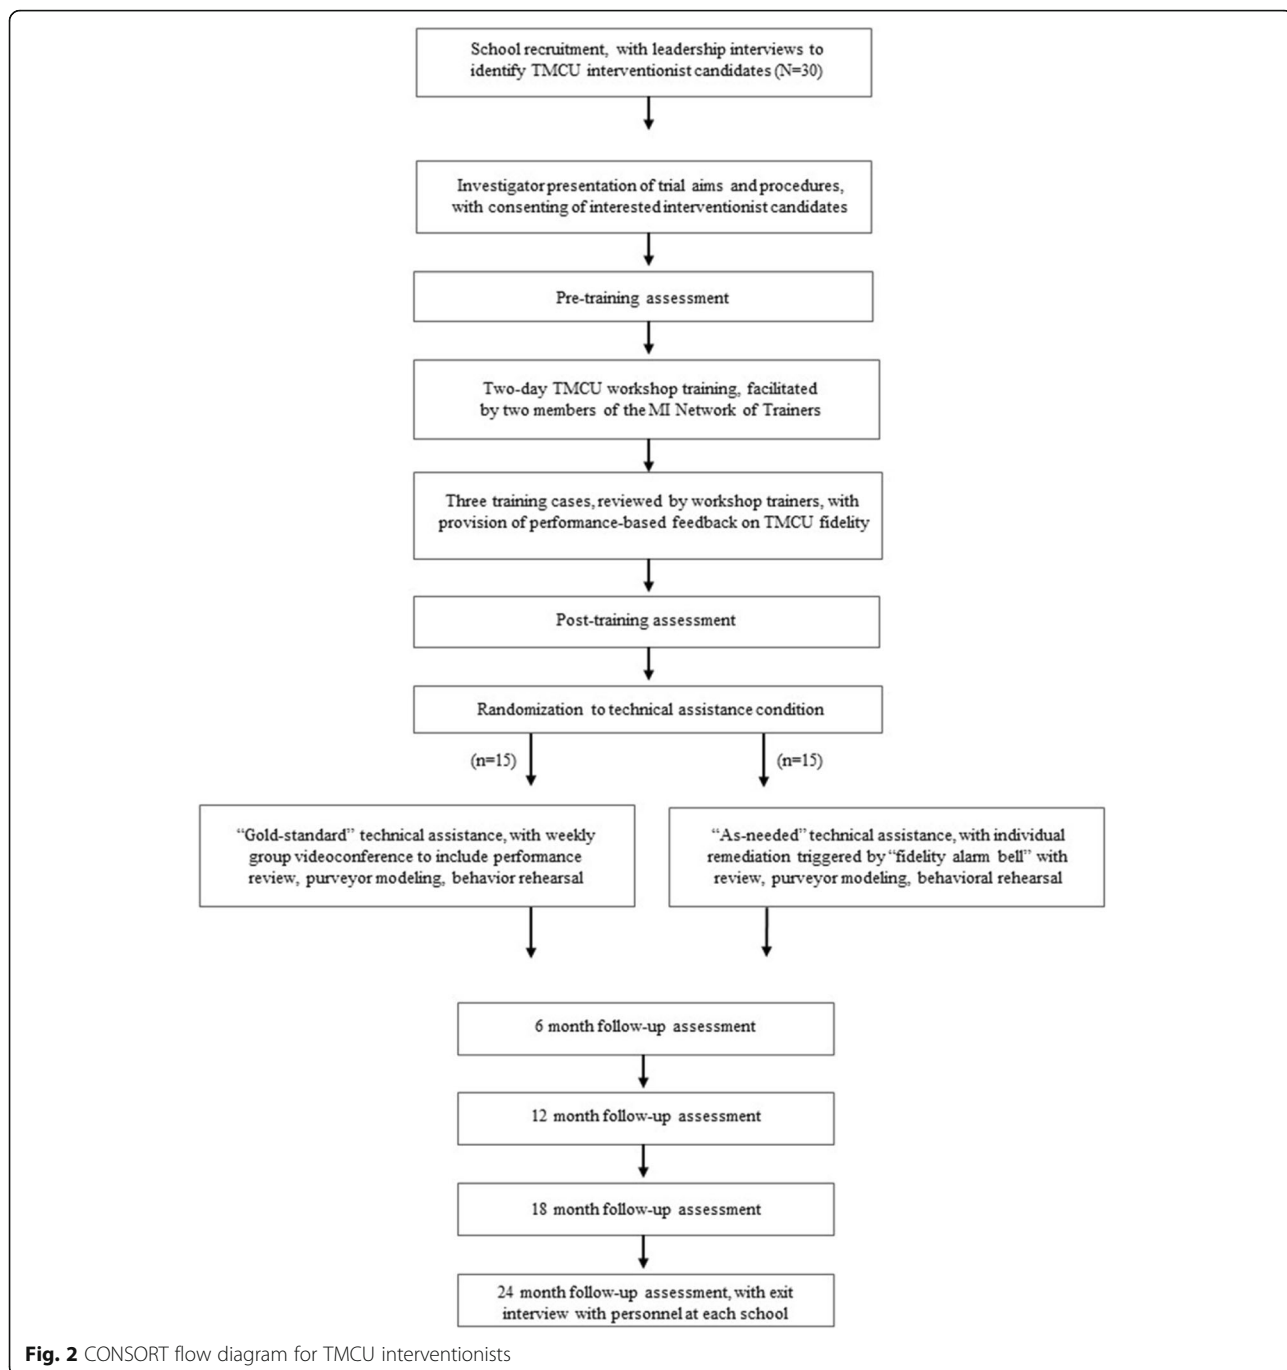 School recruitment, with leadership interviews to
identify TMCU interventionist candidates (N=30)
Investigator presentation of trial aims and procedures,
with consenting of interested interventionist candidates
Pre-training assessment
Two-day TMCU workshop training, facilitated
by two members of the MI Network of Trainers
Three training cases, reviewed by workshop trainers, with
provision of performance-based feedback on TMCU fidelity
Post-training assessment
Randomization to technical assistance condition
(n=15)
(n=15)
“Gold-standard” technical assistance, with weekly
group videoconference to include performance
review, purveyor modeling, behavior rehearsal
“As-needed” technical assistance, with individual
remediation triggered by “fidelity alarm bell” with
review, purveyor modeling, behavioral rehearsal
6 month follow-up assessment
12 month follow-up assessment
18 month follow-up assessment
24 month follow-up assessment, with exit
interview with personnel at each school
Fig. 2 CONSORT flow diagram for TMCU interventionists